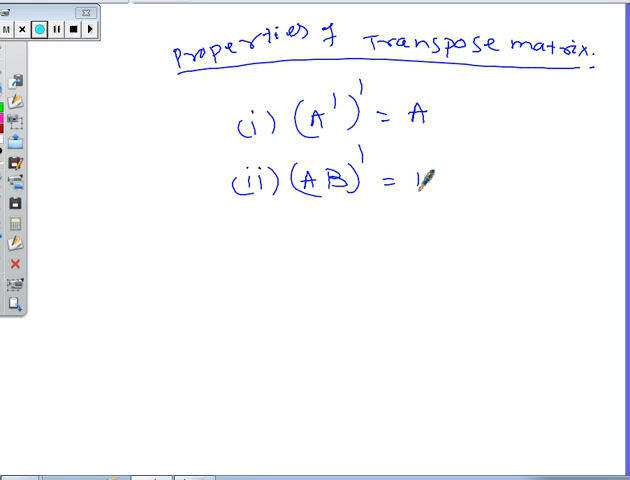 Properties of Transpose matrix.
(i) (A')' = A
(ii) (AB)' =
M